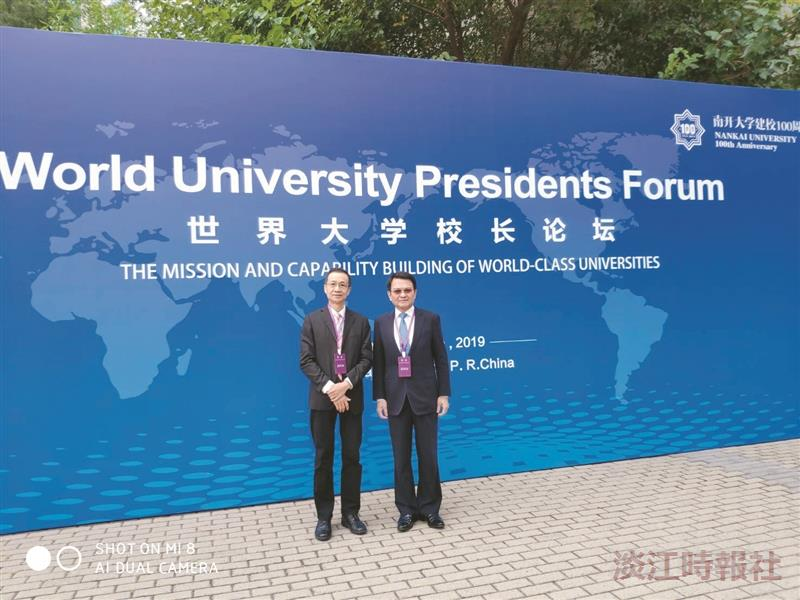 100
南开大学建校100周
NANKAI UNIVERSITY
100th Anniversary
World University Presidents Forum
世界大学校长论坛
THE MISSION AND CAPABILITY BUILDING OF WORLD-CLASS UNIVERSITIES
, 2019
P. R.China
SHOT ON MI 8
AI DUAL CAMERA
淡江時報社